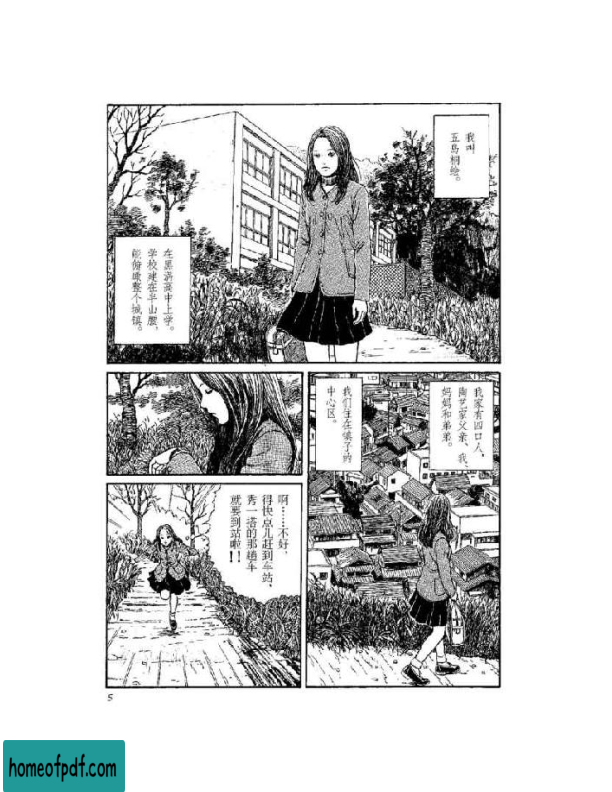 我叫
五岛桐绘。
在黑涡高中上学。
学校建在半山腰,
能俯瞰整个城镇。
我家有四口人,
陶艺家父亲、我、
妈妈和弟弟。
我们住在镇子的
中心区。
啊……不好,
得快点儿赶到车站,
秀一搭的那趟车
就要到站啦!!
5
homeofpdf.com